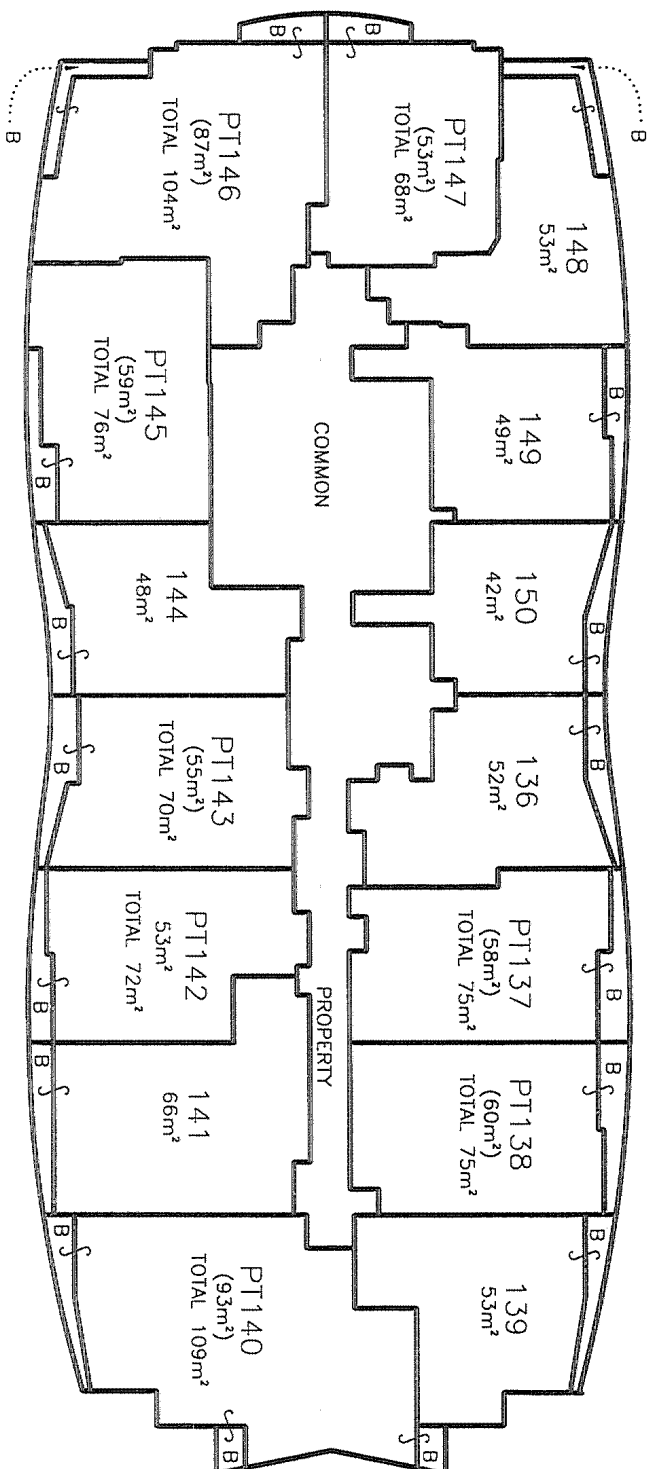 B
B
B
B
PT147
(53m²)
TOTAL 68m²
148
53m²
PT146
(87m²)
TOTAL 104m²
B
149
49m²
COMMON
PT145
(59m²)
TOTAL 76m²
B
B
150
42m²
144
48m²
B
B
136
52m²
PT143
(55m²)
TOTAL 70m²
B
B
PT137
(58m²)
TOTAL 75m²
PROPERTY
PT142
53m²
TOTAL 72m²
B
B
PT138
(60m²)
TOTAL 75m²
141
66m²
B
B
139
53m²
PT140
(93m²)
TOTAL 109m²
B
B
B